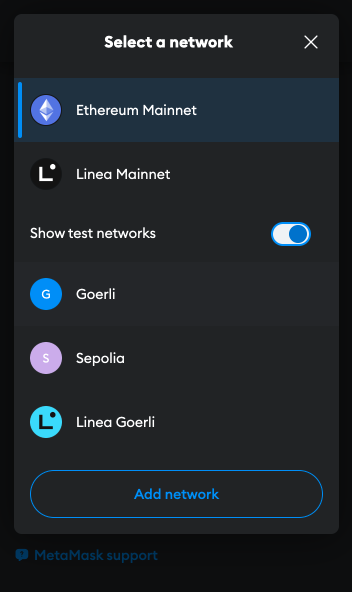 Select a network
Ethereum Mainnet
L
Linea Mainnet
Show test networks
G
Goerli
S
Sepolia
L
Linea Goerli
Add network
MetaMask support